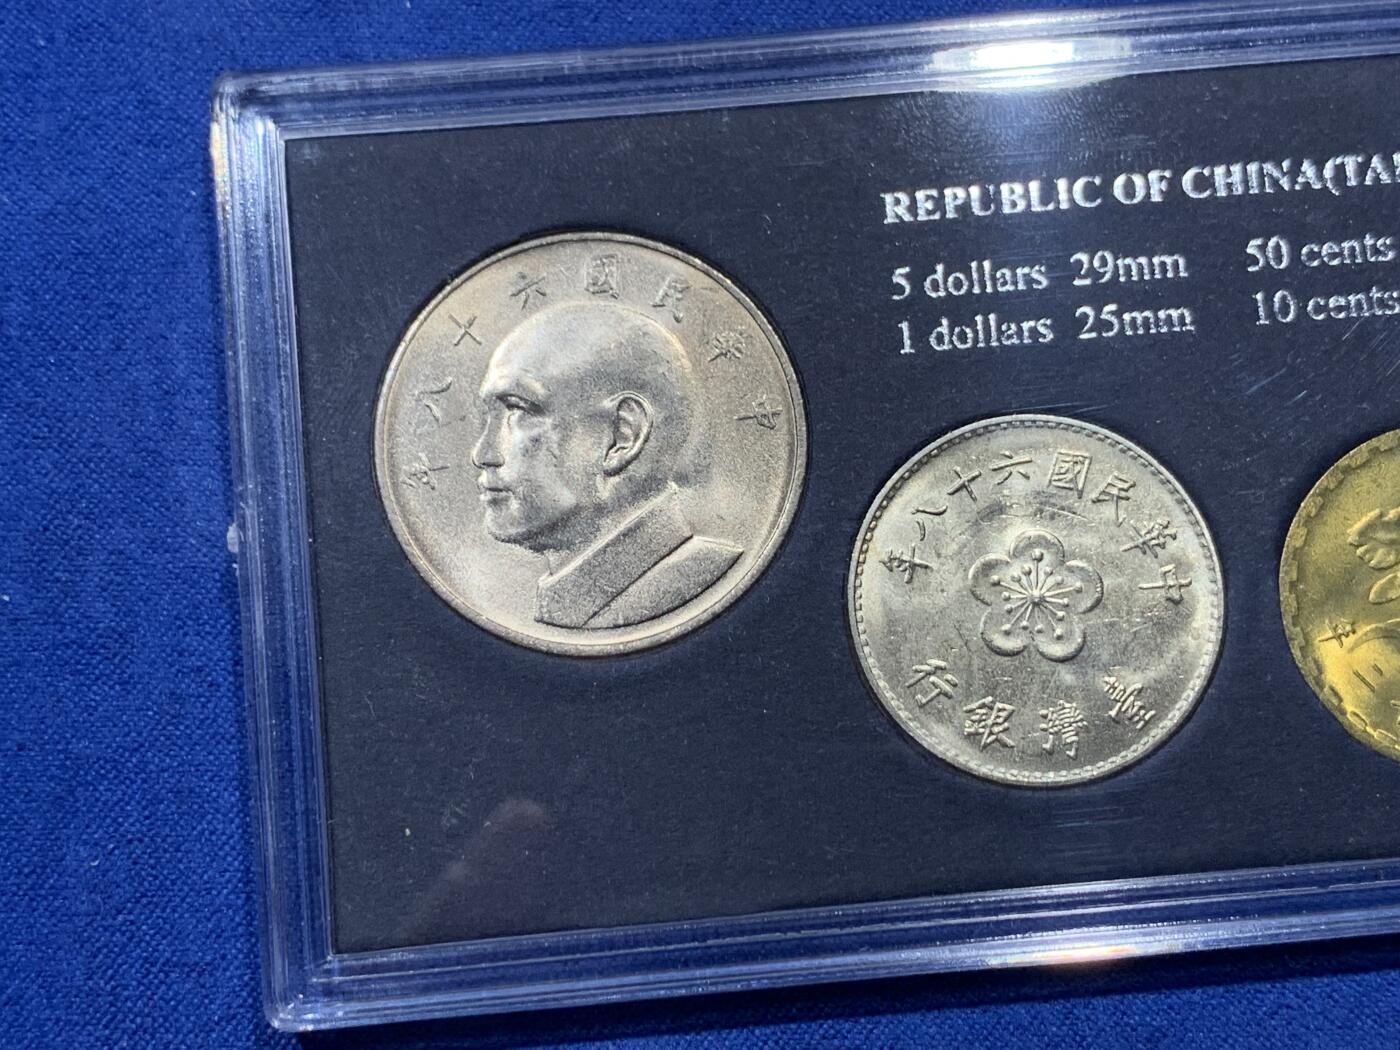 REPUBLIC OF CHINA(TAI
5 dollars 29mm 50 cents
1 dollars 25mm 10 cents
中華民國六十八年
中華民國六十八年
臺灣銀行